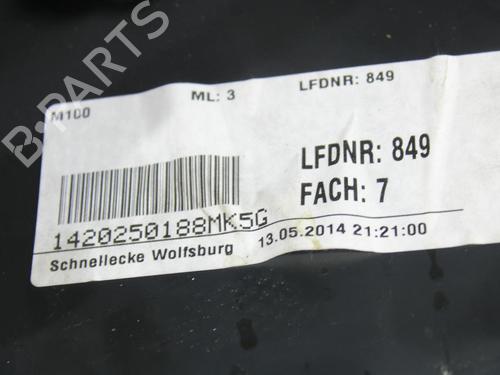 M100
ML: 3
LFDNR: 849
LFDNR: 849
FACH: 7
1420250188MK5G
Schnellecke Wolfsburg 13.05.2014 21:21:00
B-PARTS